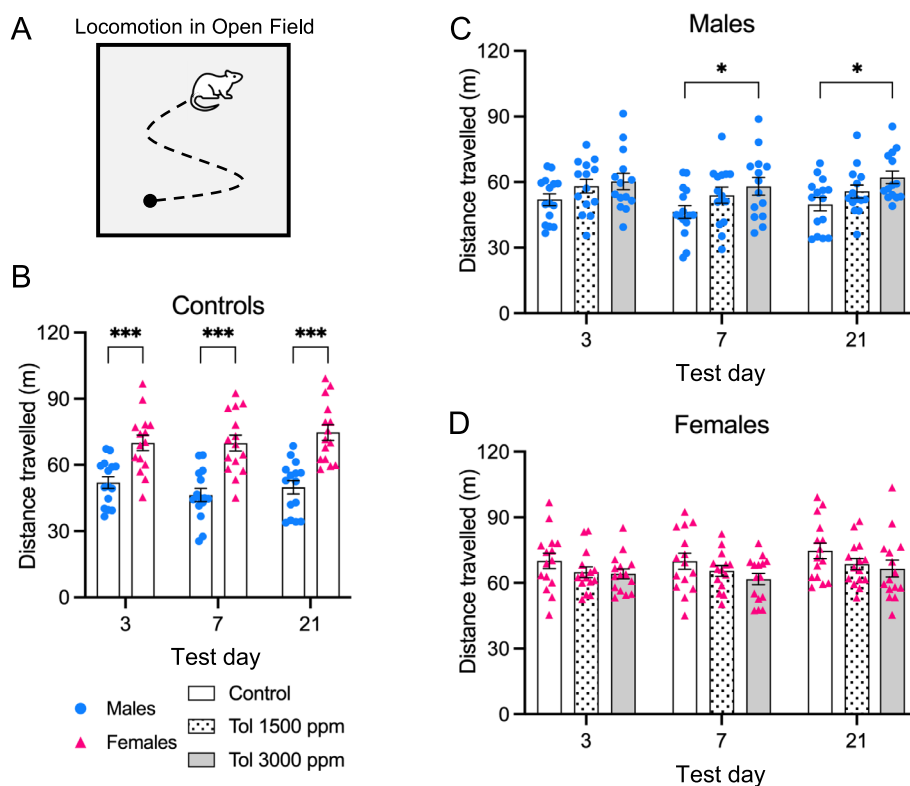 A
Locomotion in Open Field
B
Controls
Distance travelled (m)
120
90
60
30
0
***
***
***
3
7
21
Test day
Males
Females
Control
Tol 1500 ppm
Tol 3000 ppm
C
Males
Distance travelled (m)
120
90
60
30
0
*
*
3
7
21
Test day
D
Females
Distance travelled (m)
120
90
60
30
0
3
7
21
Test day